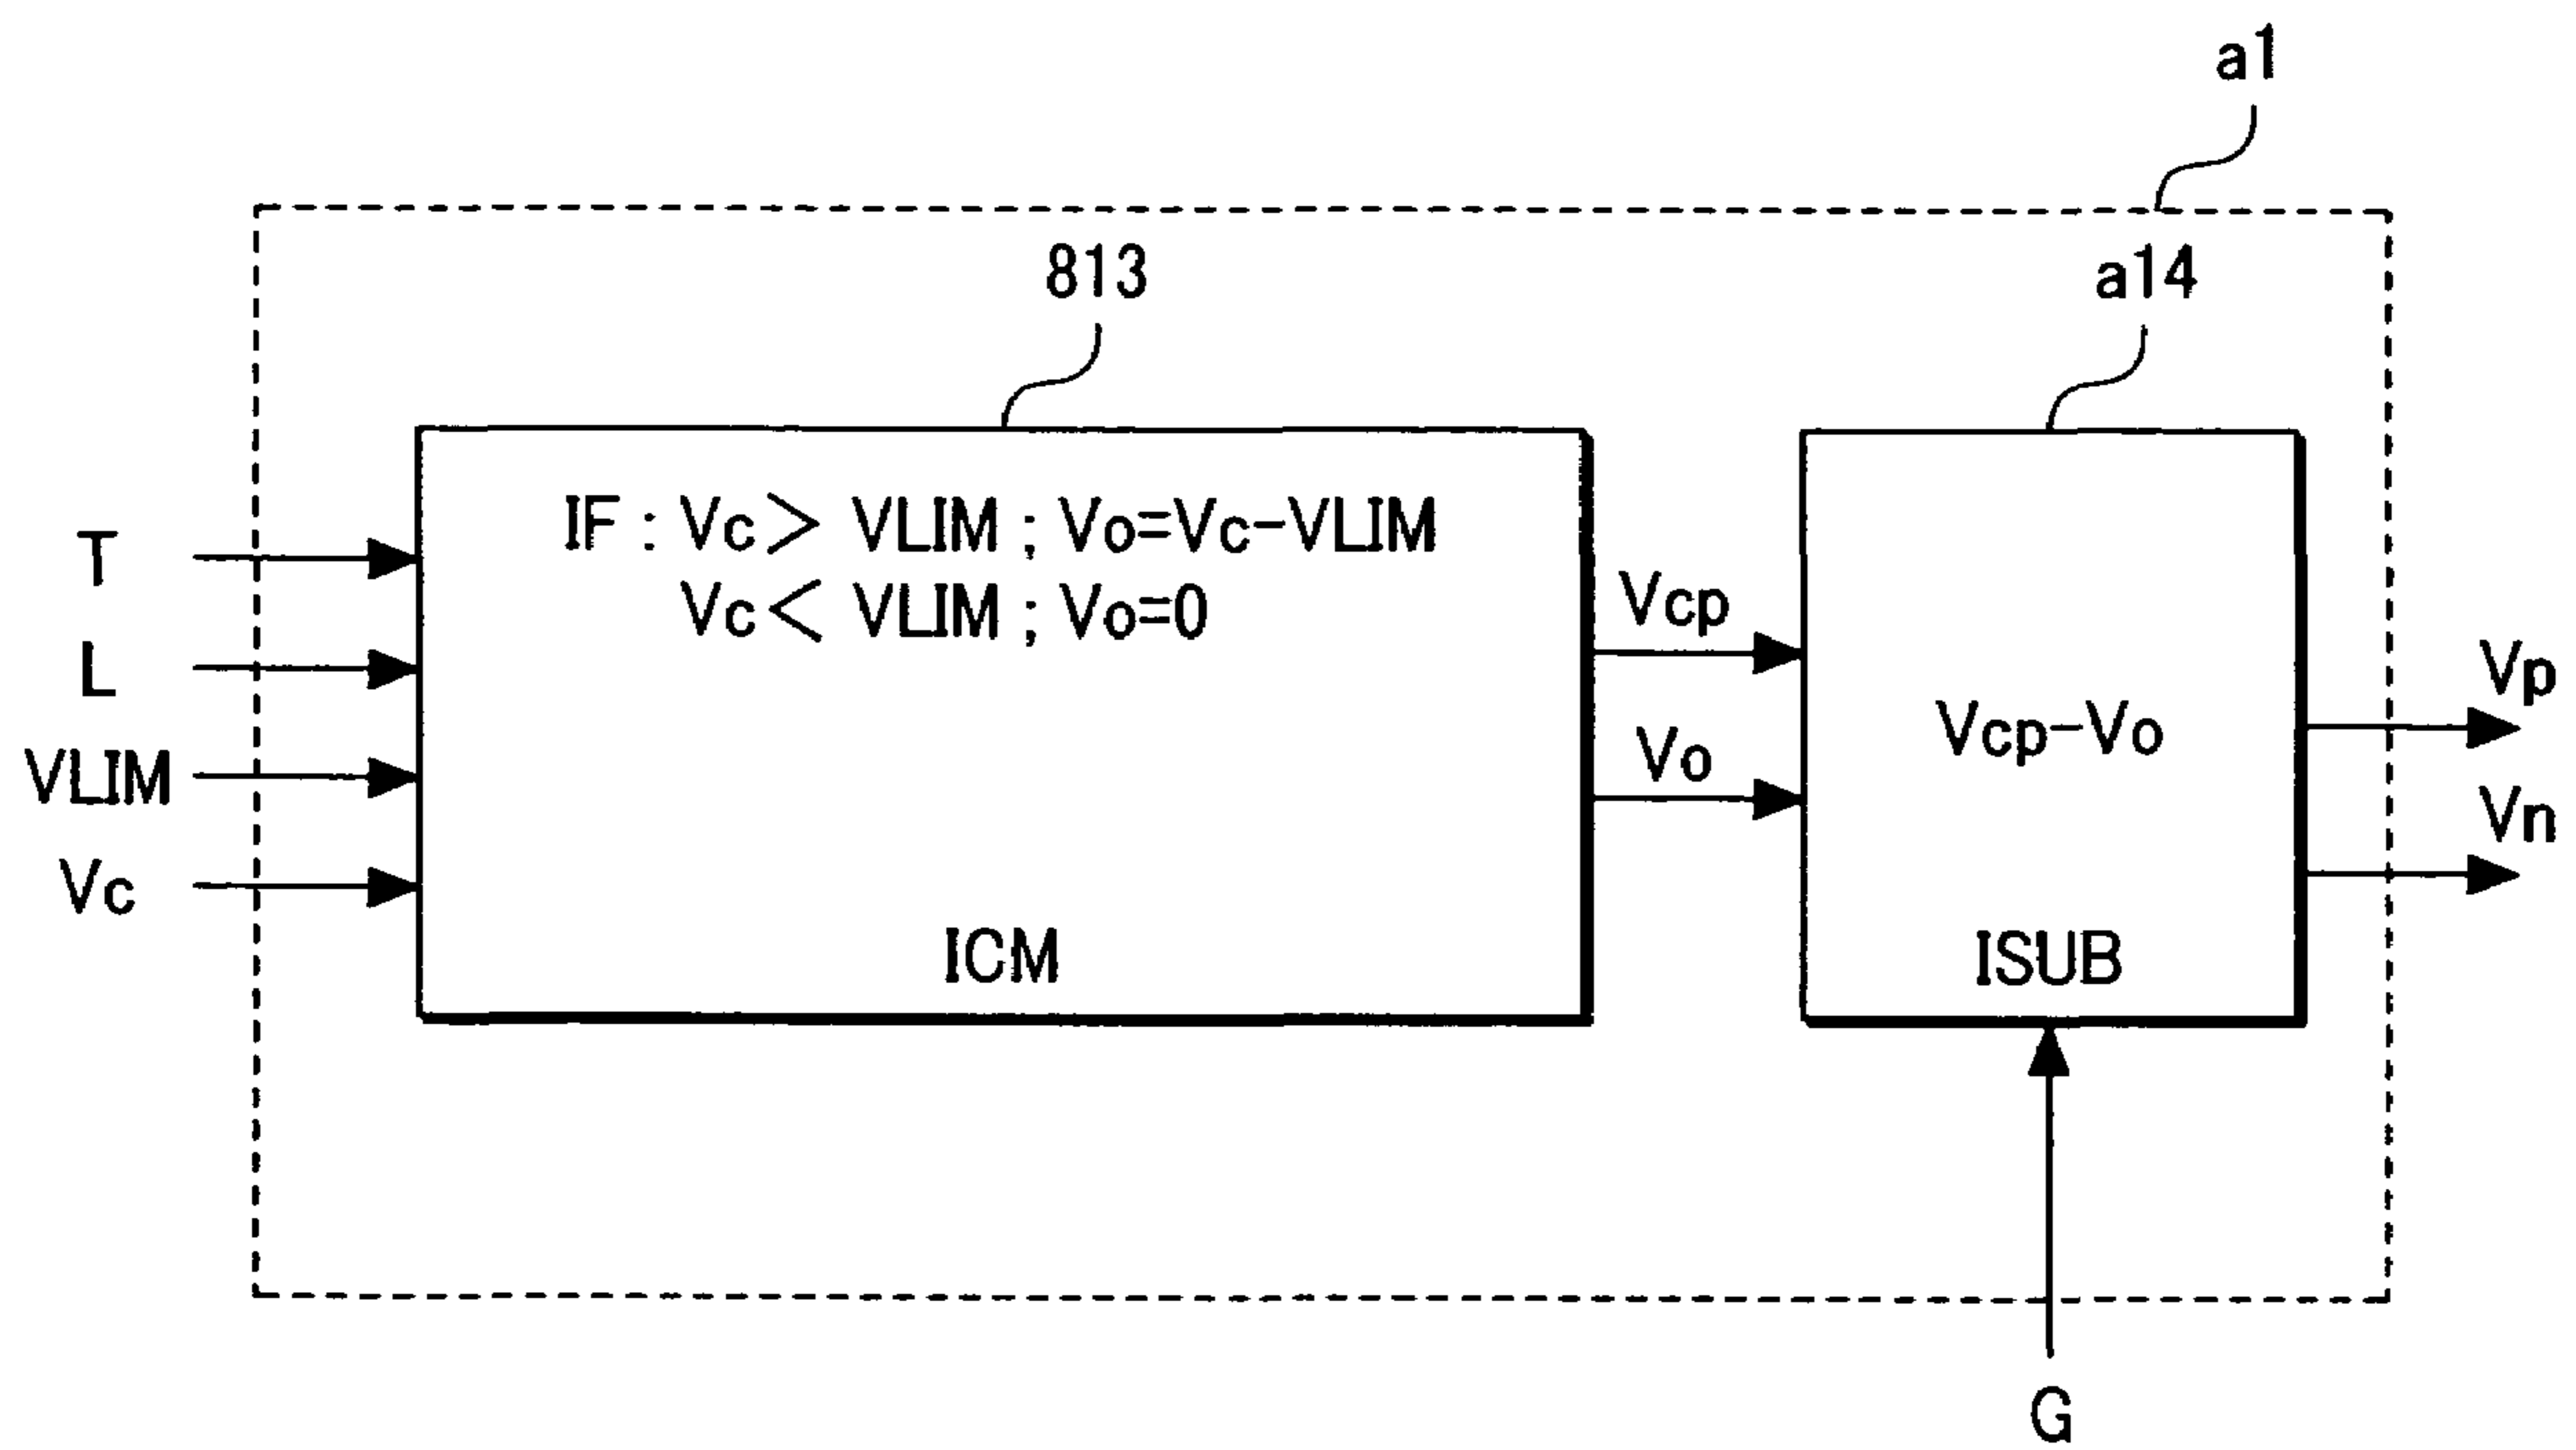 a1
813
a14
IF : Vc > VLIM ; Vo=Vc-VLIM
Vc < VLIM ; Vo=0
ICM
T
L
VLIM
Vc
Vcp
Vo
Vcp-Vo
ISUB
Vp
Vn
G